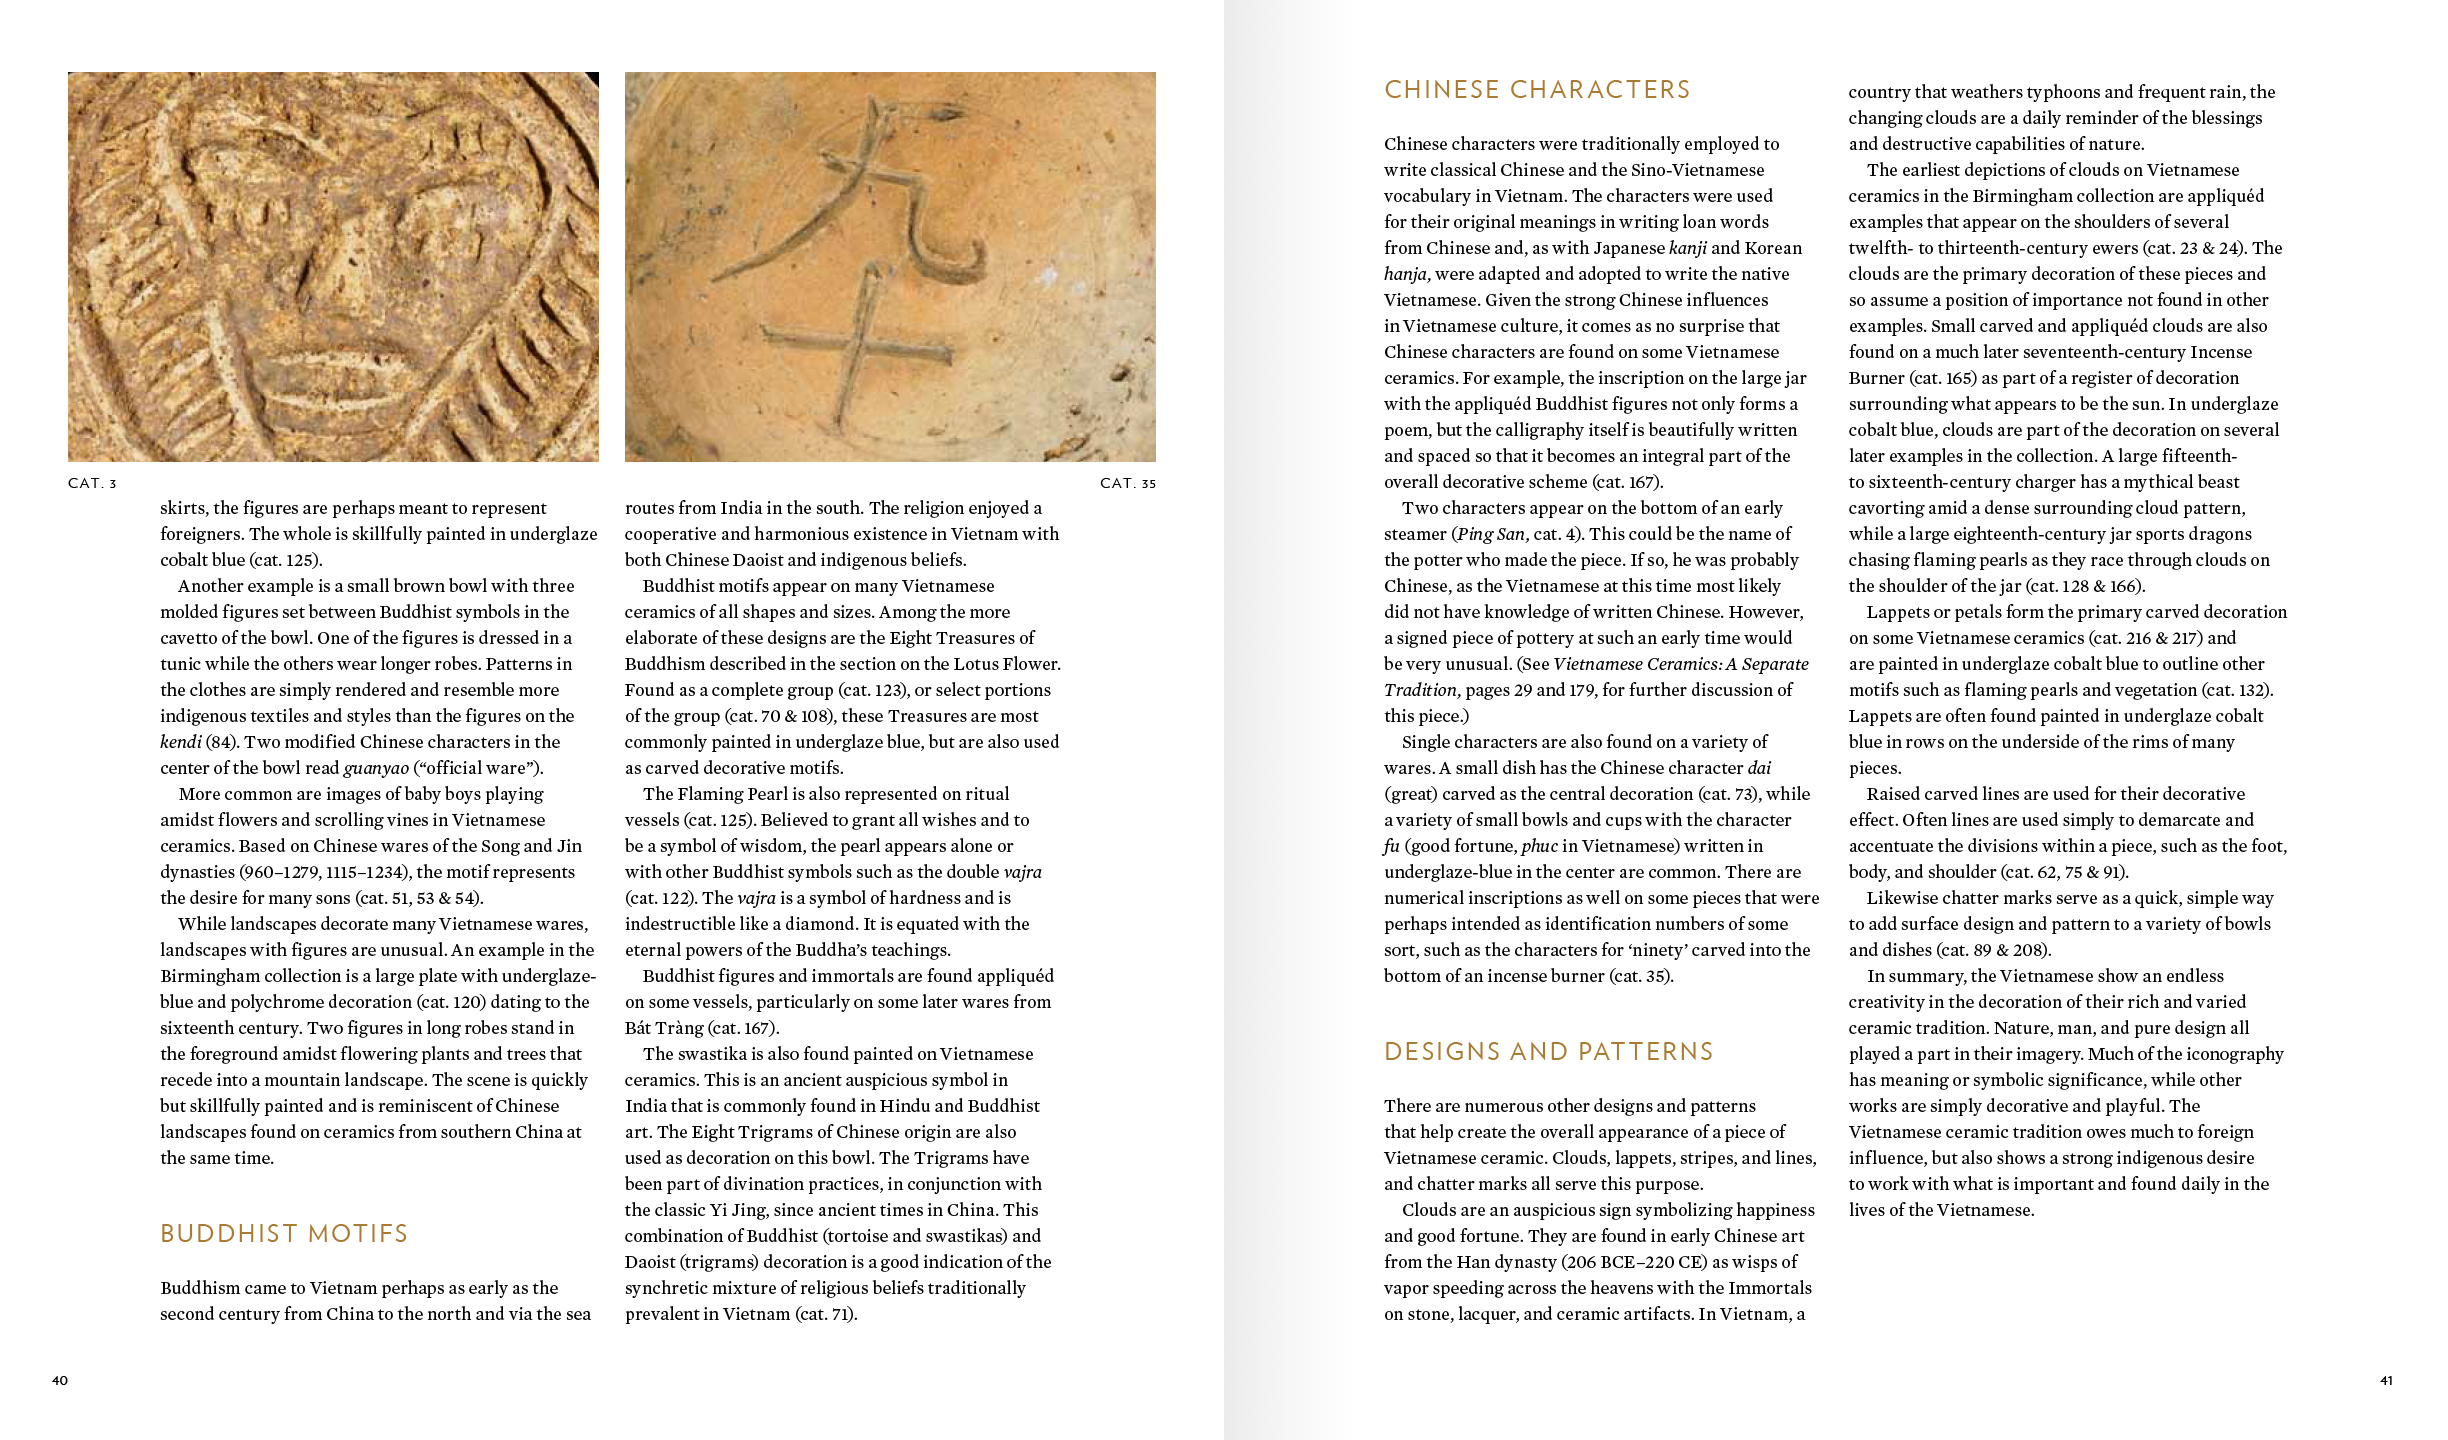 九
十
CAT. 3
CAT. 35
skirts, the figures are perhaps meant to represent
foreigners. The whole is skillfully painted in underglaze
cobalt blue (cat. 125).
Another example is a small brown bowl with three
molded figures set between Buddhist symbols in the
cavetto of the bowl. One of the figures is dressed in a
tunic while the others wear longer robes. Patterns in
the clothes are simply rendered and resemble more
indigenous textiles and styles than the figures on the
kendi (84). Two modified Chinese characters in the
center of the bowl read guanyao (“official ware”).
More common are images of baby boys playing
amidst flowers and scrolling vines in Vietnamese
ceramics. Based on Chinese wares of the Song and Jin
dynasties (960–1279, 1115–1234), the motif represents
the desire for many sons (cat. 51, 53 & 54).
While landscapes decorate many Vietnamese wares,
landscapes with figures are unusual. An example in the
Birmingham collection is a large plate with underglaze-
blue and polychrome decoration (cat. 120) dating to the
sixteenth century. Two figures in long robes stand in
the foreground amidst flowering plants and trees that
recede into a mountain landscape. The scene is quickly
but skillfully painted and is reminiscent of Chinese
landscapes found on ceramics from southern China at
the same time.
BUDDHIST MOTIFS
Buddhism came to Vietnam perhaps as early as the
second century from China to the north and via the sea
routes from India in the south. The religion enjoyed a
cooperative and harmonious existence in Vietnam with
both Chinese Daoist and indigenous beliefs.
Buddhist motifs appear on many Vietnamese
ceramics of all shapes and sizes. Among the more
elaborate of these designs are the Eight Treasures of
Buddhism described in the section on the Lotus Flower.
Found as a complete group (cat. 123), or select portions
of the group (cat. 70 & 108), these Treasures are most
commonly painted in underglaze blue, but are also used
as carved decorative motifs.
The Flaming Pearl is also represented on ritual
vessels (cat. 125). Believed to grant all wishes and to
be a symbol of wisdom, the pearl appears alone or
with other Buddhist symbols such as the double vajra
(cat. 122). The vajra is a symbol of hardness and is
indestructible like a diamond. It is equated with the
eternal powers of the Buddha’s teachings.
Buddhist figures and immortals are found appliquéd
on some vessels, particularly on some later wares from
Bát Tràng (cat. 167).
The swastika is also found painted on Vietnamese
ceramics. This is an ancient auspicious symbol in
India that is commonly found in Hindu and Buddhist
art. The Eight Trigrams of Chinese origin are also
used as decoration on this bowl. The Trigrams have
been part of divination practices, in conjunction with
the classic Yi Jing, since ancient times in China. This
combination of Buddhist (tortoise and swastikas) and
Daoist (trigrams) decoration is a good indication of the
synchretic mixture of religious beliefs traditionally
prevalent in Vietnam (cat. 71).
40
CHINESE CHARACTERS
Chinese characters were traditionally employed to
write classical Chinese and the Sino-Vietnamese
vocabulary in Vietnam. The characters were used
for their original meanings in writing loan words
from Chinese and, as with Japanese kanji and Korean
hanja, were adapted and adopted to write the native
Vietnamese. Given the strong Chinese influences
in Vietnamese culture, it comes as no surprise that
Chinese characters are found on some Vietnamese
ceramics. For example, the inscription on the large jar
with the appliquéd Buddhist figures not only forms a
poem, but the calligraphy itself is beautifully written
and spaced so that it becomes an integral part of the
overall decorative scheme (cat. 167).
Two characters appear on the bottom of an early
steamer (Ping San, cat. 4). This could be the name of
the potter who made the piece. If so, he was probably
Chinese, as the Vietnamese at this time most likely
did not have knowledge of written Chinese. However,
a signed piece of pottery at such an early time would
be very unusual. (See Vietnamese Ceramics: A Separate
Tradition, pages 29 and 179, for further discussion of
this piece.)
Single characters are also found on a variety of
wares. A small dish has the Chinese character dai
(great) carved as the central decoration (cat. 73), while
a variety of small bowls and cups with the character
fu (good fortune, phuc in Vietnamese) written in
underglaze-blue in the center are common. There are
numerical inscriptions as well on some pieces that were
perhaps intended as identification numbers of some
sort, such as the characters for ‘ninety’ carved into the
bottom of an incense burner (cat. 35).
DESIGNS AND PATTERNS
There are numerous other designs and patterns
that help create the overall appearance of a piece of
Vietnamese ceramic. Clouds, lappets, stripes, and lines,
and chatter marks all serve this purpose.
Clouds are an auspicious sign symbolizing happiness
and good fortune. They are found in early Chinese art
from the Han dynasty (206 BCE–220 CE) as wisps of
vapor speeding across the heavens with the Immortals
on stone, lacquer, and ceramic artifacts. In Vietnam, a
country that weathers typhoons and frequent rain, the
changing clouds are a daily reminder of the blessings
and destructive capabilities of nature.
The earliest depictions of clouds on Vietnamese
ceramics in the Birmingham collection are appliquéd
examples that appear on the shoulders of several
twelfth- to thirteenth-century ewers (cat. 23 & 24). The
clouds are the primary decoration of these pieces and
so assume a position of importance not found in other
examples. Small carved and appliquéd clouds are also
found on a much later seventeenth-century Incense
Burner (cat. 165) as part of a register of decoration
surrounding what appears to be the sun. In underglaze
cobalt blue, clouds are part of the decoration on several
later examples in the collection. A large fifteenth-
to sixteenth-century charger has a mythical beast
cavorting amid a dense surrounding cloud pattern,
while a large eighteenth-century jar sports dragons
chasing flaming pearls as they race through clouds on
the shoulder of the jar (cat. 128 & 166).
Lappets or petals form the primary carved decoration
on some Vietnamese ceramics (cat. 216 & 217) and
are painted in underglaze cobalt blue to outline other
motifs such as flaming pearls and vegetation (cat. 132).
Lappets are often found painted in underglaze cobalt
blue in rows on the underside of the rims of many
pieces.
Raised carved lines are used for their decorative
effect. Often lines are used simply to demarcate and
accentuate the divisions within a piece, such as the foot,
body, and shoulder (cat. 62, 75 & 91).
Likewise chatter marks serve as a quick, simple way
to add surface design and pattern to a variety of bowls
and dishes (cat. 89 & 208).
In summary, the Vietnamese show an endless
creativity in the decoration of their rich and varied
ceramic tradition. Nature, man, and pure design all
played a part in their imagery. Much of the iconography
has meaning or symbolic significance, while other
works are simply decorative and playful. The
Vietnamese ceramic tradition owes much to foreign
influence, but also shows a strong indigenous desire
to work with what is important and found daily in the
lives of the Vietnamese.
41